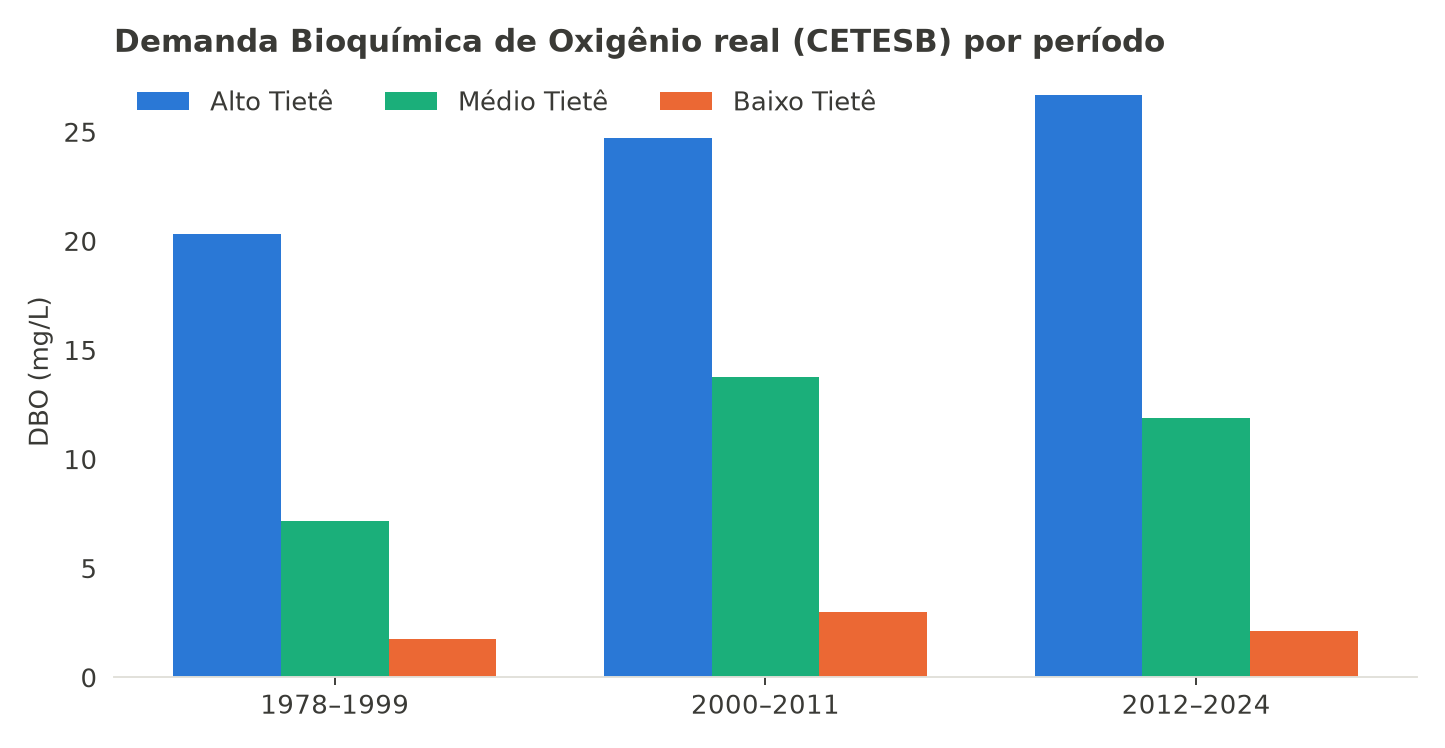 Demanda Bioquímica de Oxigênio real (CETESB) por período
Alto Tietê Médio Tietê Baixo Tietê
DBO (mg/L)
25
20
15
10
5
0
1978–1999 2000–2011 2012–2024